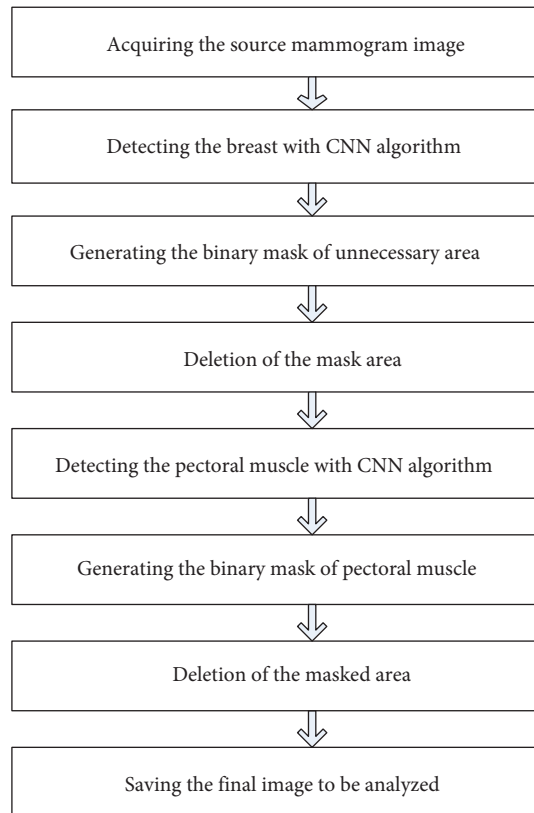 Acquiring the source mammogram image
Detecting the breast with CNN algorithm
Generating the binary mask of unnecessary area
Deletion of the mask area
Detecting the pectoral muscle with CNN algorithm
Generating the binary mask of pectoral muscle
Deletion of the masked area
Saving the final image to be analyzed